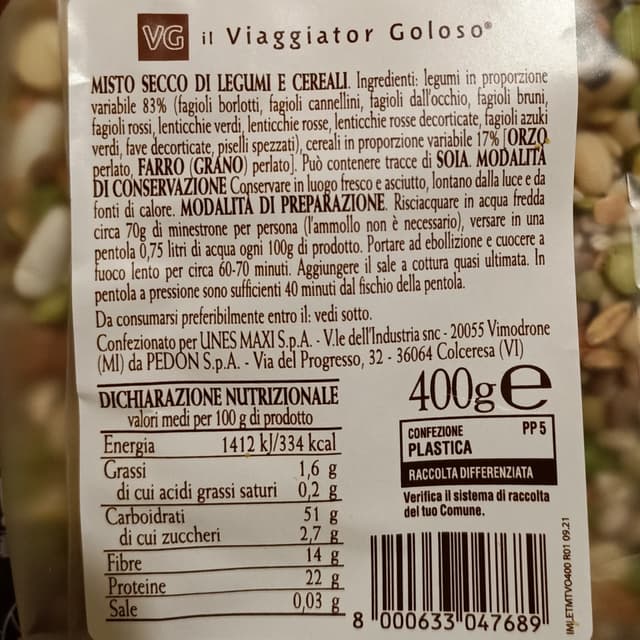 VG il Viaggiator Goloso®
MISTO SECCO DI LEGUMI E CEREALI. Ingredienti: legumi in proporzione
variabile 83% (fagioli borlotti, fagioli cannellini, fagioli dall'occhio, fagioli bruni,
fagioli rossi, lenticchie verdi, lenticchie rosse, lenticchie rosse decorticate, fagioli azuki
verdi, fave decorticate, piselli spezzati), cereali in proporzione variabile 17% [ORZO
perlato, FARRO (GRANO) perlato]. Può contenere tracce di SOIA. MODALITÀ
DI CONSERVAZIONE Conservare in luogo fresco e asciutto, lontano dalla luce e da
fonti di calore. MODALITÀ DI PREPARAZIONE. Risciacquare in acqua fredda
circa 70g di minestrone per persona (l'ammollo non è necessario), versare in una
pentola 0,75 litri di acqua ogni 100g di prodotto. Portare ad ebollizione e cuocere a
fuoco lento per circa 60-70 minuti. Aggiungere il sale a cottura quasi ultimata. In
pentola a pressione sono sufficienti 40 minuti dal fischio della pentola.
Da consumarsi preferibilmente entro il: vedi sotto.
Confezionato per UNES MAXI S.p.A. - V.le dell'Industria snc - 20055 Vimodrone
(MI) da PEDON S.p.A. - Via del Progresso, 32 - 36064 Colceresa (VI)
DICHIARAZIONE NUTRIZIONALE
valori medi per 100 g di prodotto
Energia 1412 kJ/334 kcal
Grassi 1,6 g
di cui acidi grassi saturi 0,2 g
Carboidrati 51 g
di cui zuccheri 2,7 g
Fibre 14 g
Proteine 22 g
Sale 0,03 g
400g e
CONFEZIONE PP 5
PLASTICA
RACCOLTA DIFFERENZIATA
Verifica il sistema di raccolta
del tuo Comune.
8 000633 047689
IMLETMTVO400 R01 09.21